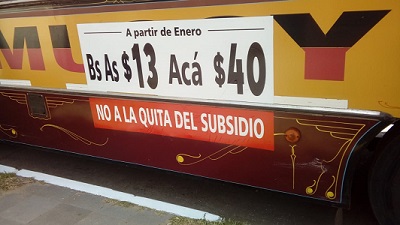 A partir de Enero
Bs As $13 Acá $40
NO A LA QUITA DEL SUBSIDIO